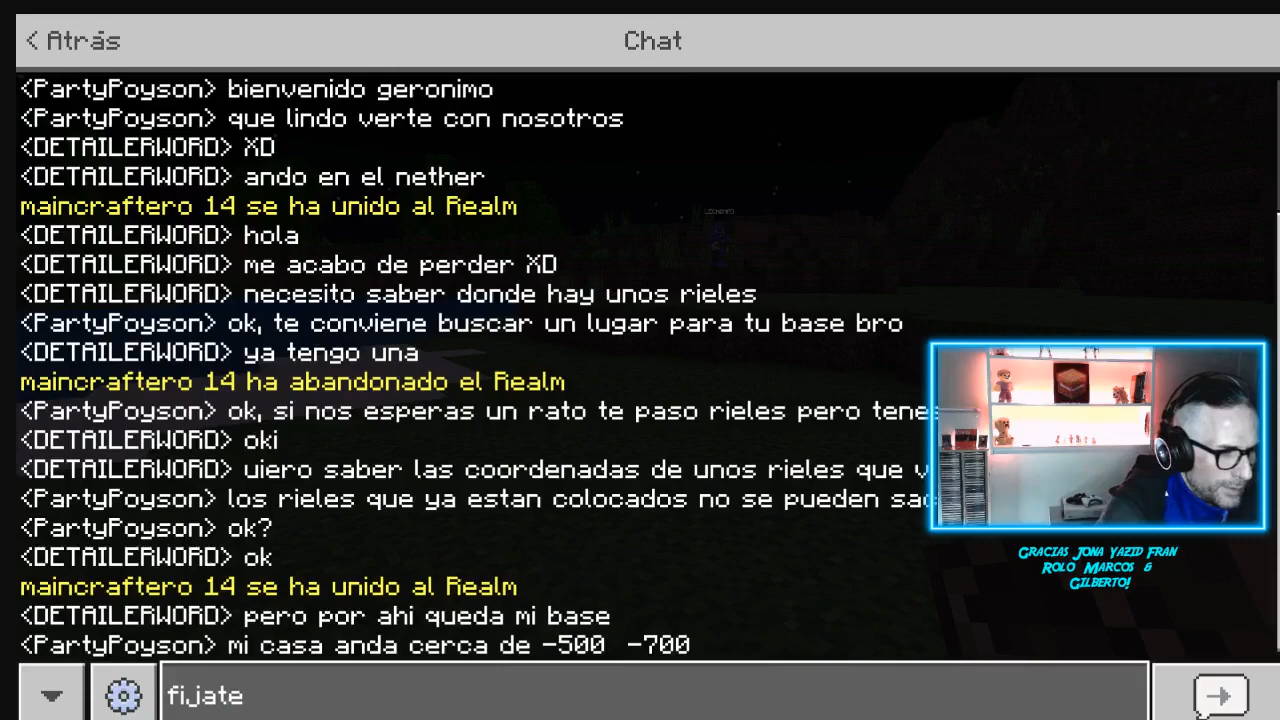 < Atrás
Chat
<PartyPoyson> bienvenido geronimo
<PartyPoyson> que lindo verte con nosotros
<DETAILERWORD> XD
<DETAILERWORD> ando en el nether
maincraftero 14 se ha unido al Realm
<DETAILERWORD> hola
<DETAILERWORD> me acabo de perder XD
<DETAILERWORD> necesito saber donde hay unos rieles
<PartyPoyson> ok, te conviene buscar un lugar para tu base bro
<DETAILERWORD> ya tengo una
maincraftero 14 ha abandonado el Realm
<PartyPoyson> ok, si nos esperas un rato te paso rieles pero tenes
<DETAILERWORD> oki
<DETAILERWORD> uiero saber las coordenadas de unos rieles que v
<PartyPoyson> los rieles que ya estan colocados no se pueden sac
<PartyPoyson> ok?
<DETAILERWORD> ok
maincraftero 14 se ha unido al Realm
<DETAILERWORD> pero por ahi queda mi base
<PartyPoyson> mi casa anda cerca de -500 -700
fijate
Gracias Jona Yazid Fran
Rolo Marcos &
Gilberto!